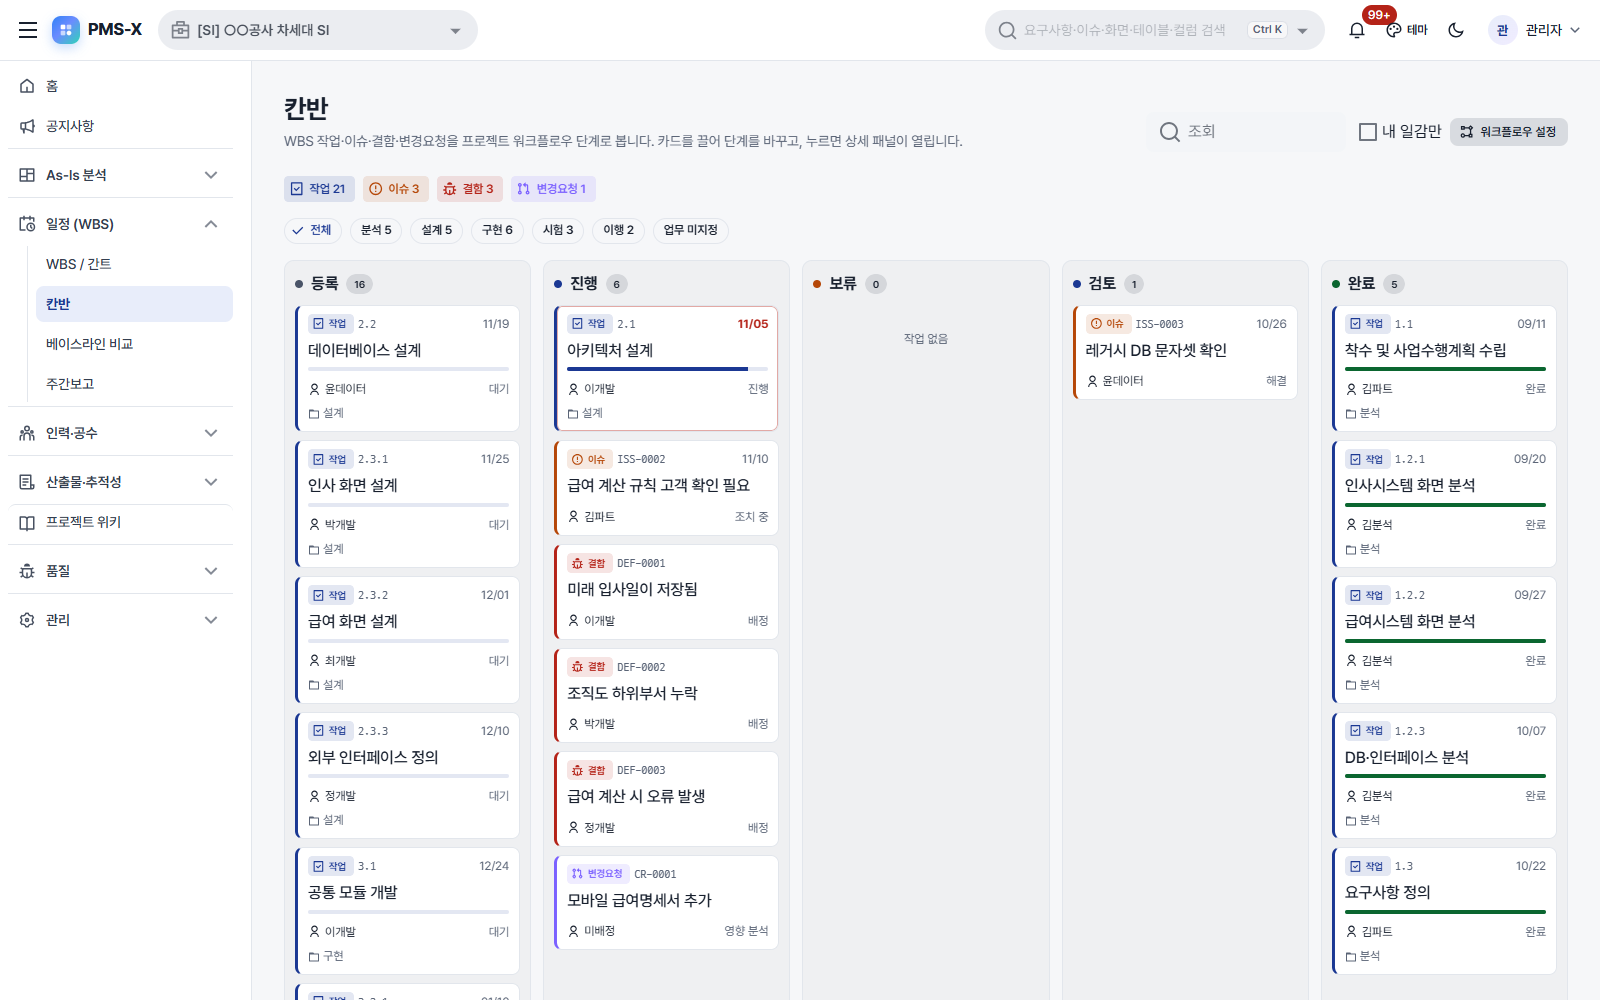 PMS-X
[SI] 〇〇공사 차세대 SI
요구사항·이슈·화면·테이블·컬럼 검색
Ctrl K
99+
테마
관
관리자
홈
공지사항
As-Is 분석
일정 (WBS)
WBS / 간트
칸반
베이스라인 비교
주간보고
인력·공수
산출물·추적성
프로젝트 위키
품질
관리
칸반
WBS 작업·이슈·결함·변경요청을 프로젝트 워크플로우 단계로 봅니다. 카드를 끌어 단계를 바꾸고, 누르면 상세 패널이 열립니다.
조회
내 일감만
워크플로우 설정
작업 21
이슈 3
결함 3
변경요청 1
전체
분석 5
설계 5
구현 6
시험 3
이행 2
업무 미지정
등록 16
작업 2.2 11/19
데이터베이스 설계
윤데이터 대기
설계
작업 2.3.1 11/25
인사 화면 설계
박개발 대기
설계
작업 2.3.2 12/01
급여 화면 설계
최개발 대기
설계
작업 2.3.3 12/10
외부 인터페이스 정의
정개발 대기
설계
작업 3.1 12/24
공통 모듈 개발
이개발 대기
구현
진행 6
작업 2.1 11/05
아키텍처 설계
이개발 진행
설계
이슈 ISS-0002 11/10
급여 계산 규칙 고객 확인 필요
김파트 조치 중
결함 DEF-0001
미래 입사일이 저장됨
이개발 배정
결함 DEF-0002
조직도 하위부서 누락
박개발 배정
결함 DEF-0003
급여 계산 시 오류 발생
정개발 배정
변경요청 CR-0001
모바일 급여명세서 추가
미배정 영향 분석
보류 0
작업 없음
검토 1
이슈 ISS-0003 10/26
레거시 DB 문자셋 확인
윤데이터 해결
완료 5
작업 1.1 09/11
착수 및 사업수행계획 수립
김파트 완료
분석
작업 1.2.1 09/20
인사시스템 화면 분석
김분석 완료
분석
작업 1.2.2 09/27
급여시스템 화면 분석
김분석 완료
분석
작업 1.2.3 10/07
DB·인터페이스 분석
김분석 완료
분석
작업 1.3 10/22
요구사항 정의
김파트 완료
분석